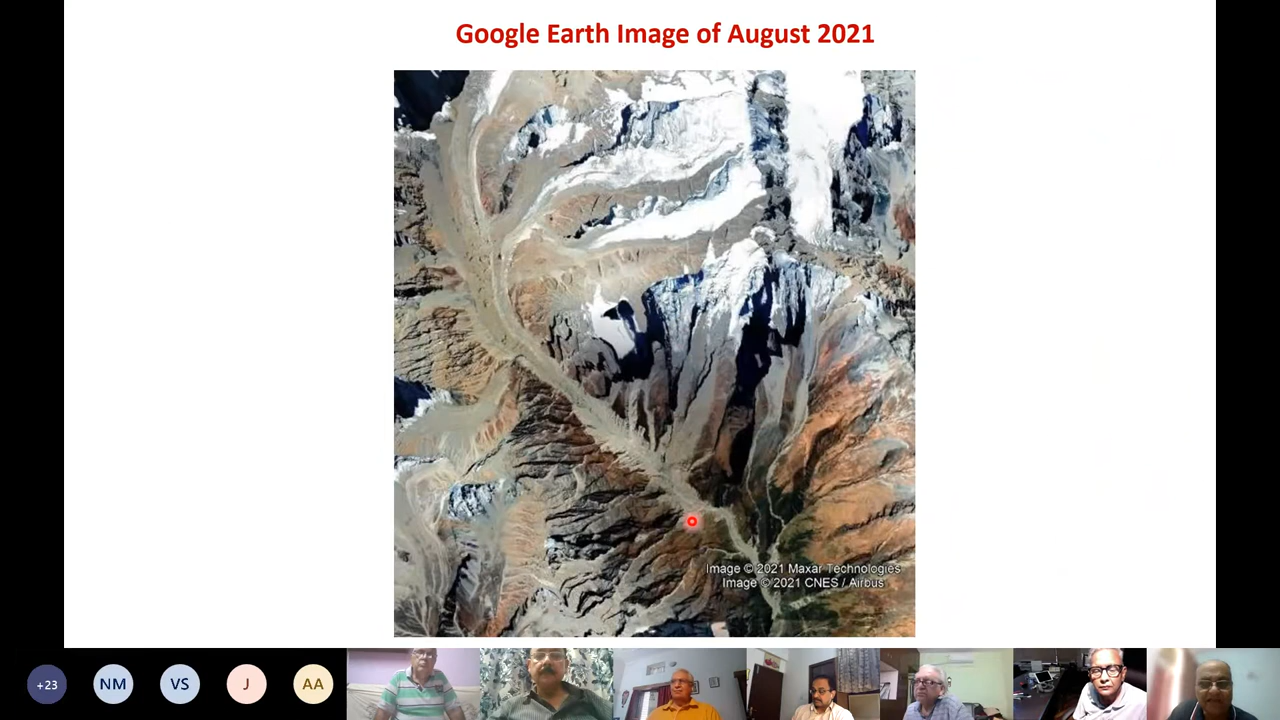 Google Earth Image of August 2021
Image © 2021 Maxar Technologies
Image © 2021 CNES / Airbus
+23
NM
VS
J
AA